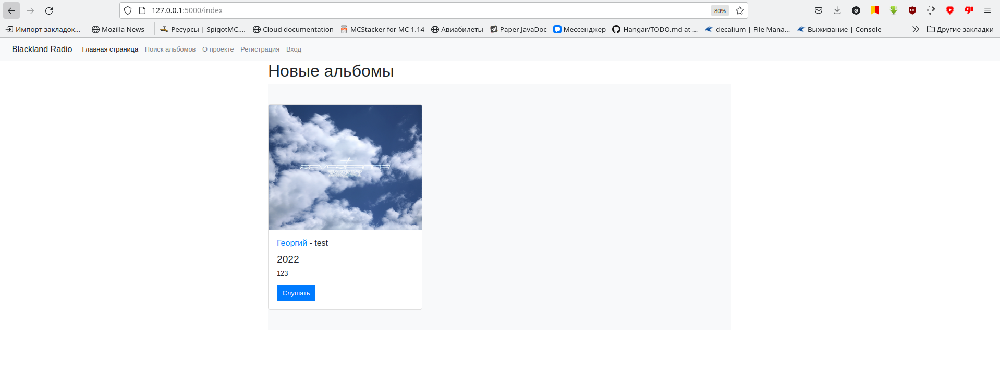 127.0.0.1:5000/index
80%
Импорт закладок... Mozilla News Ресурсы | SpigotMC.... Cloud documentation MCStacker for MC 1.14 Авиабилеты Paper JavaDoc Мессенджер Hangar/TODO.md at ... decalium | File Mana... Выживание | Console Другие закладки
Blackland Radio Главная страница Поиск альбомов О проекте Регистрация Вход
Новые альбомы
Георгий - test
2022
123
Слушать